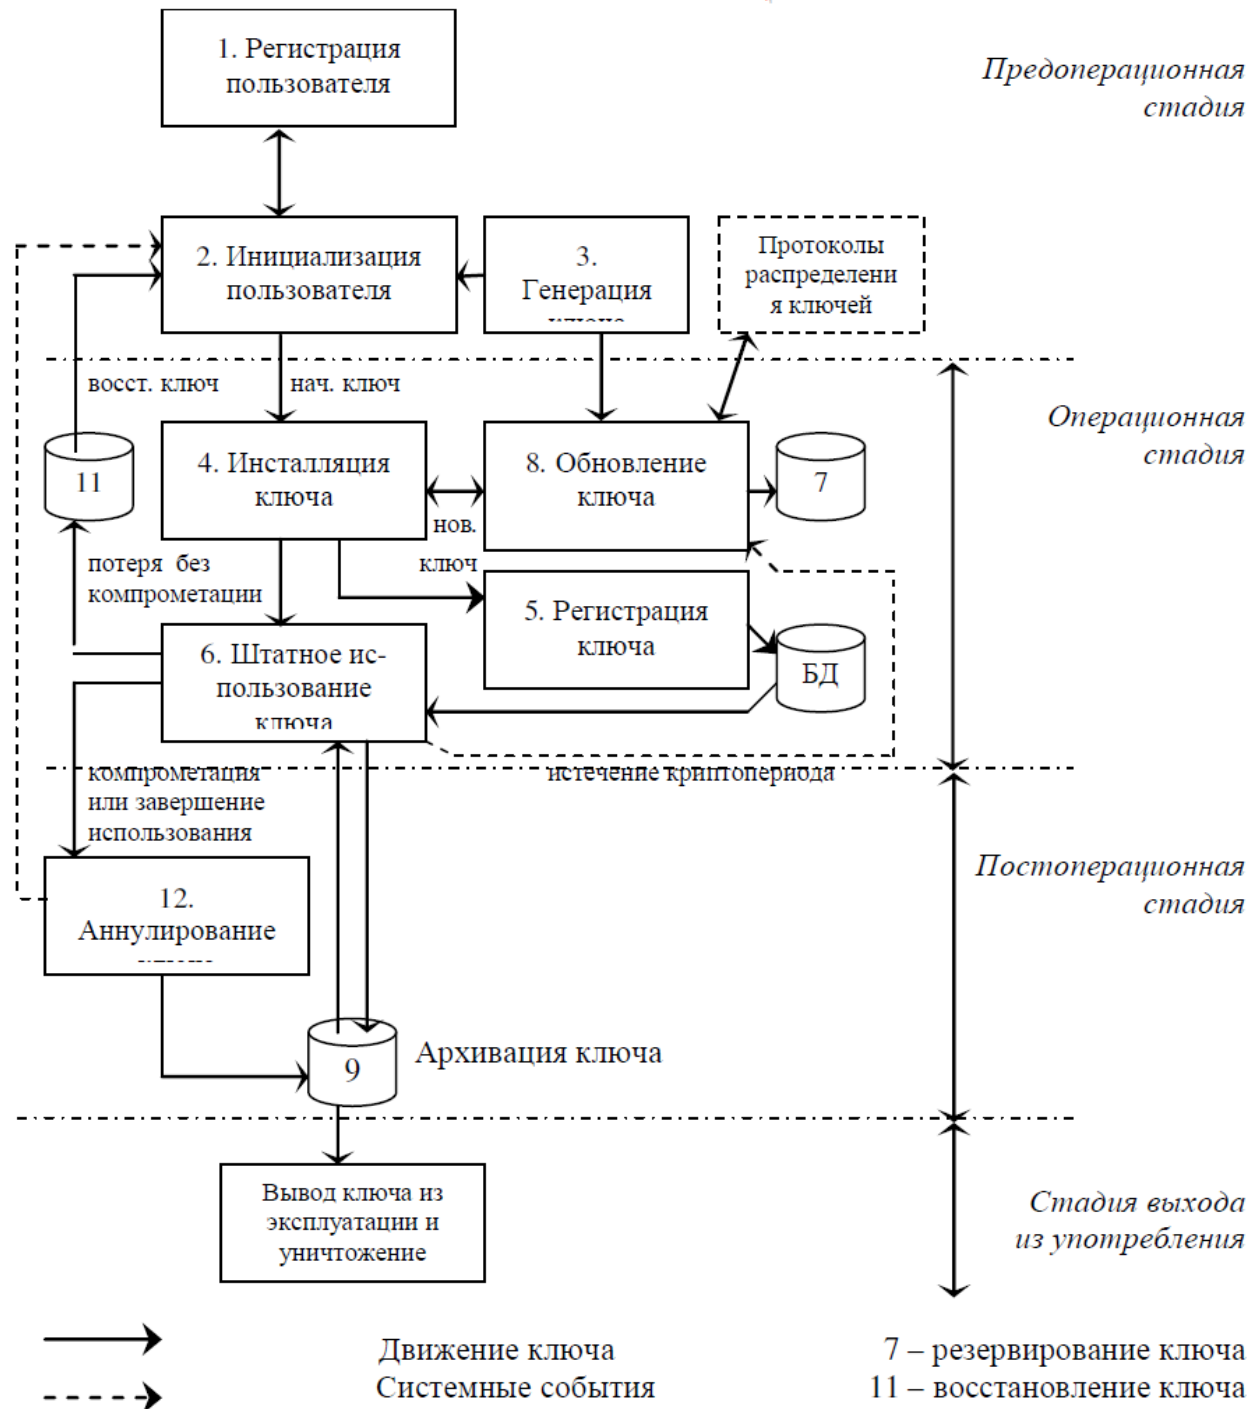 1. Регистрация
пользователя
Предоперационная
стадия
2. Инициализация
пользователя
3.
Генерация
Протоколы
распределени
я ключей
восст. ключ
нач. ключ
Операционная
стадия
11
4. Инсталляция
ключа
8. Обновление
ключа
7
нов.
ключ
потеря без
компрометации
5. Регистрация
ключа
БД
6. Штатное ис-
пользование
ключа
истечение криптопериода
компрометация
или завершение
использования
Постоперационная
стадия
12.
Аннулирование
9
Архивация ключа
Вывод ключа из
эксплуатации и
уничтожение
Стадия выхода
из употребления
Движение ключа
7 – резервирование ключа
Системные события
11 – восстановление ключа